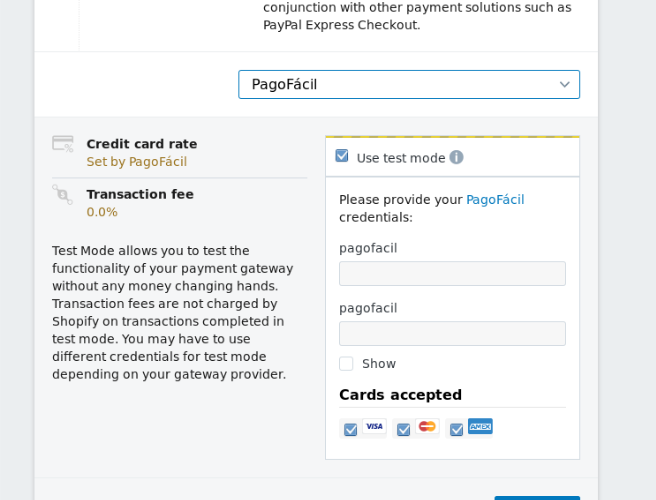 conjunction with other payment solutions such as
PayPal Express Checkout.
PagoFácil
Credit card rate
Set by PagoFácil
Transaction fee
0.0%
Test Mode allows you to test the
functionality of your payment gateway
without any money changing hands.
Transaction fees are not charged by
Shopify on transactions completed in
test mode. You may have to use
different credentials for test mode
depending on your gateway provider.
Use test mode
Please provide your PagoFácil
credentials:
pagofacil
pagofacil
Show
Cards accepted
VISA
AMEX